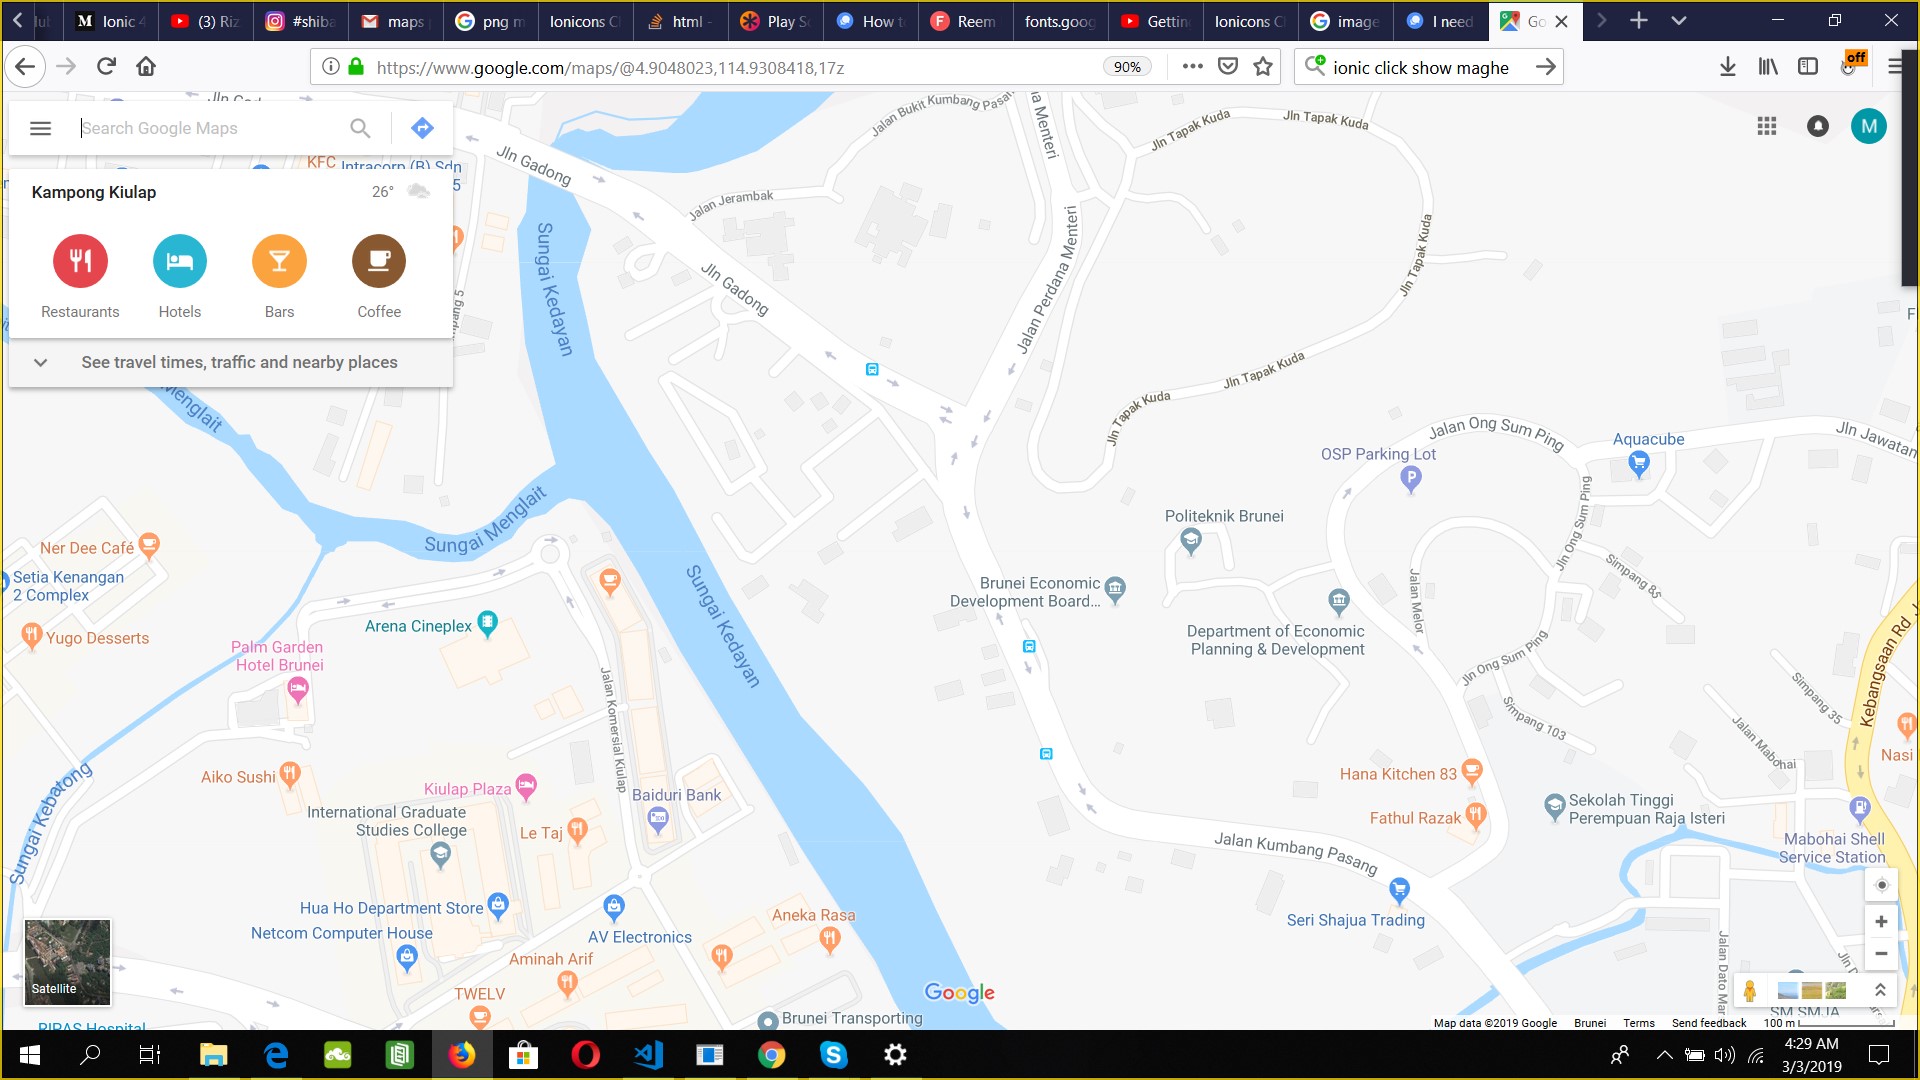 Ionic 4
(3) Riz
#shiba
maps
png m
Ionicons Cl
html -
Play S
How t
Reem
fonts.goog
Gettin
Ionicons Cl
image
I need
Go
https://www.google.com/maps/@4.9048023,114.9308418,17z
90%
ionic click show maghe
off
Search Google Maps
Kampong Kiulap
26°
Restaurants
Hotels
Bars
Coffee
See travel times, traffic and nearby places
KFC
Intracorp (B) Sdn
Jln Gadong
Jalan Jerambak
Jln Gadong
Jalan Bukit Kumbang Pasang
Jln Tapak Kuda
Jln Tapak Kuda
Jln Tapak Kuda
Jln Tapak Kuda
Jln Tapak Kuda
Jalan Perdana Menteri
Menteri
Sungai Kedayan
Menglait
Sungai Menglait
Sungai Kedayan
Sungai Kebatong
OSP Parking Lot
Jalan Ong Sum Ping
Aquacube
Jln Jawatan
Jln Ong Sum Ping
Simpang 85
Politeknik Brunei
Brunei Economic
Development Board...
Department of Economic
Planning & Development
Jalan Melor
Jln Ong Sum Ping
Simpang 103
Simpang 35
Jalan Mabohai
Kebangsaan Rd
Nasi
Ner Dee Café
Setia Kenangan
2 Complex
Yugo Desserts
Arena Cineplex
Palm Garden
Hotel Brunei
Jalan Komersial Kiulap
Aiko Sushi
Kiulap Plaza
International Graduate
Studies College
Le Taj
Baiduri Bank
Hana Kitchen 83
Fathul Razak
Sekolah Tinggi
Perempuan Raja Isteri
Mabohai Shell
Service Station
Jalan Kumbang Pasang
Seri Shajua Trading
Hua Ho Department Store
Netcom Computer House
AV Electronics
Aneka Rasa
Aminah Arif
TWELV
RIPAS Hospital
Brunei Transporting
Jalan Dato Mar
SM SMJA
Satellite
Google
Map data ©2019 Google
Brunei
Terms
Send feedback
100 m
4:29 AM
3/3/2019